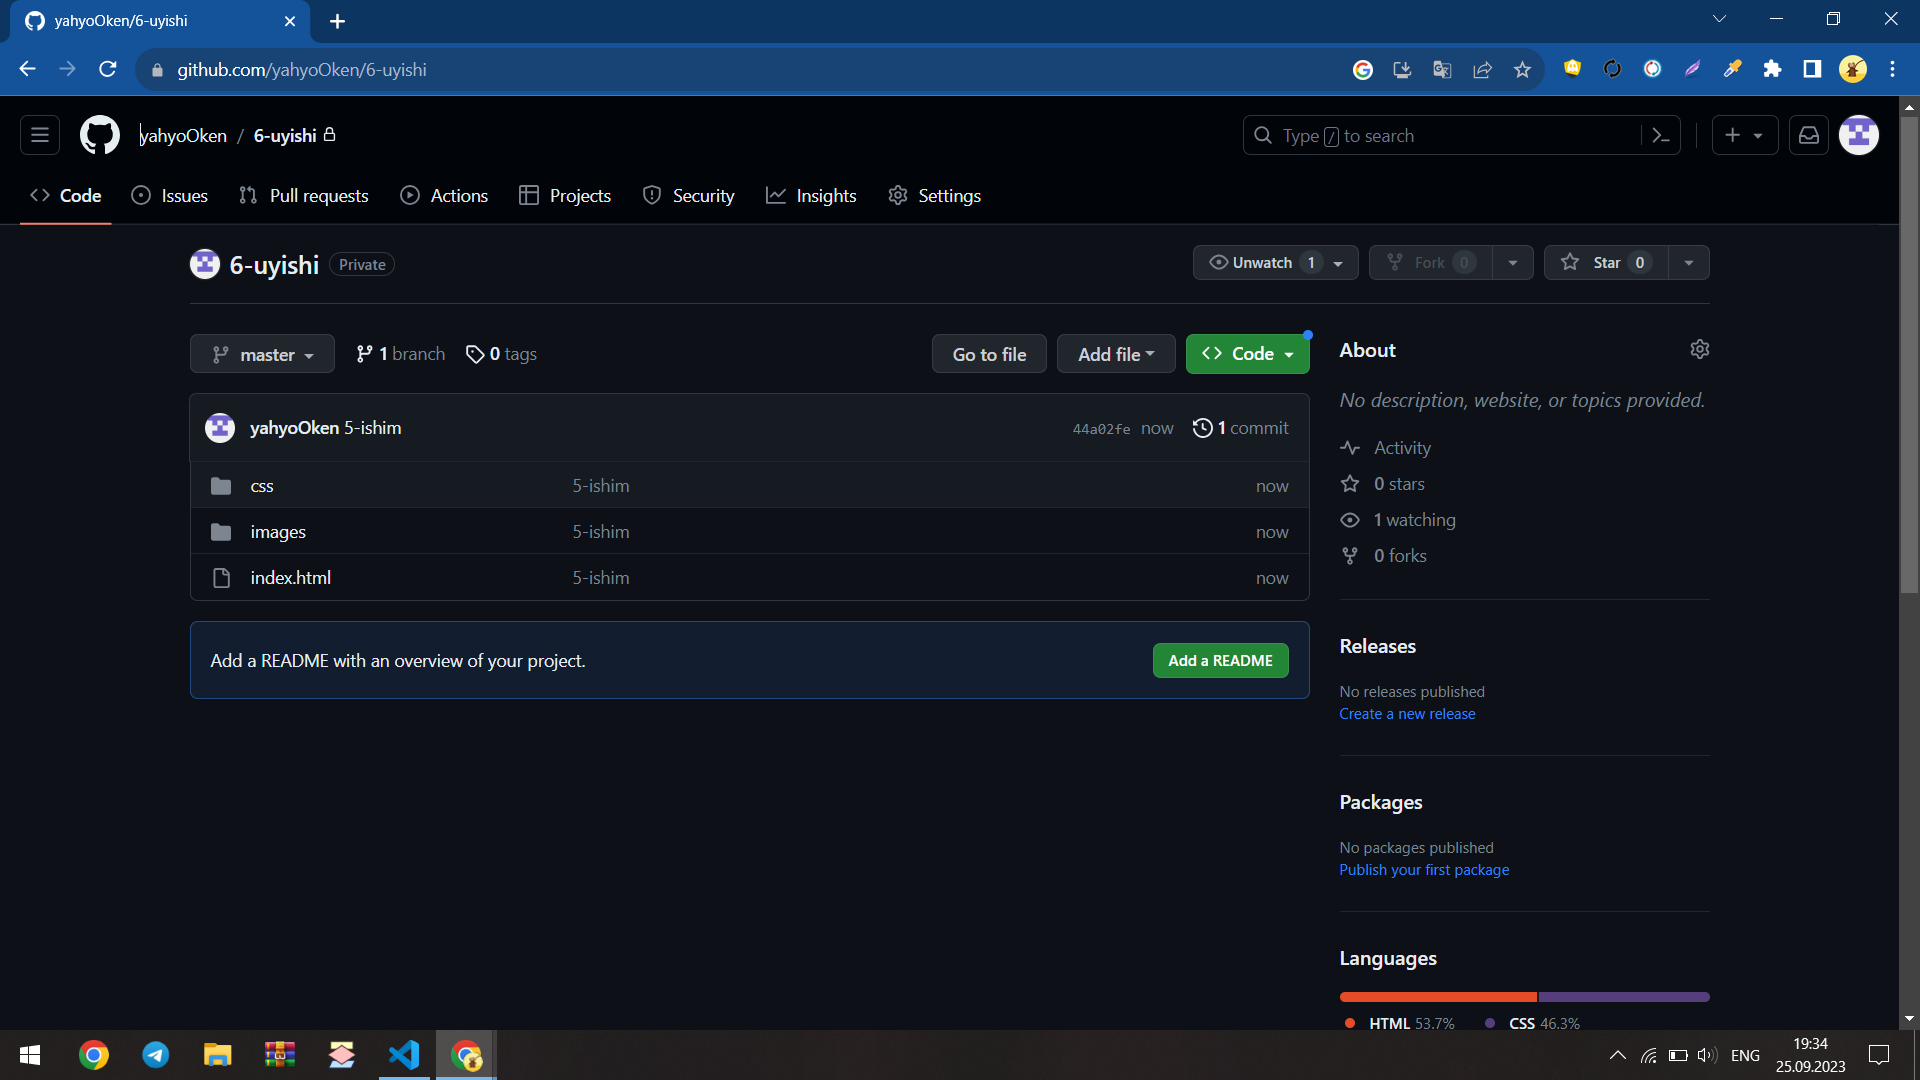 yahyoOken/6-uyishi
github.com/yahyoOken/6-uyishi
yahyoOken / 6-uyishi
Type / to search
Code Issues Pull requests Actions Projects Security Insights Settings
6-uyishi Private
Unwatch 1 Fork 0 Star 0
master 1 branch 0 tags
Go to file Add file Code
yahyoOken 5-ishim 44a02fe now 1 commit
css 5-ishim now
images 5-ishim now
index.html 5-ishim now
Add a README with an overview of your project. Add a README
About
No description, website, or topics provided.
Activity
0 stars
1 watching
0 forks
Releases
No releases published
Create a new release
Packages
No packages published
Publish your first package
Languages
HTML 53.7% CSS 46.3%
ENG
19:34
25.09.2023